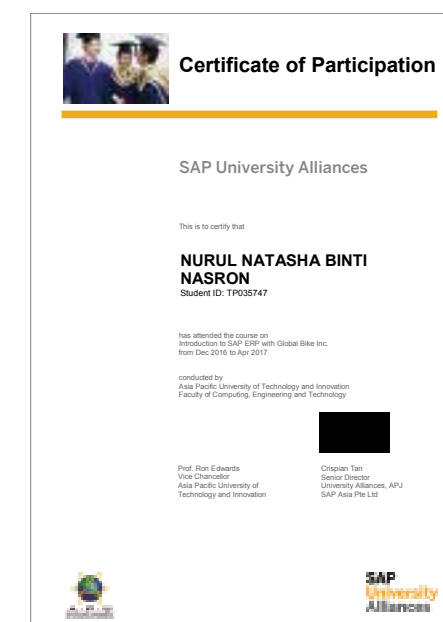 Certificate of Participation
SAP University Alliances
This is to certify that
NURUL NATASHA BINTI
NASRON
Student ID: TP035747
has attended the course on
Introduction to SAP ERP with Global Bike Inc.
from Dec 2016 to Apr 2017
conducted by
Asia Pacific University of Technology and Innovation
Faculty of Computing, Engineering and Technology
Prof. Ron Edwards
Vice Chancellor
Asia Pacific University of
Technology and Innovation
Crispian Tan
Senior Director
University Alliances, APJ
SAP Asia Pte Ltd
A·P·U
SAP
University
Alliances